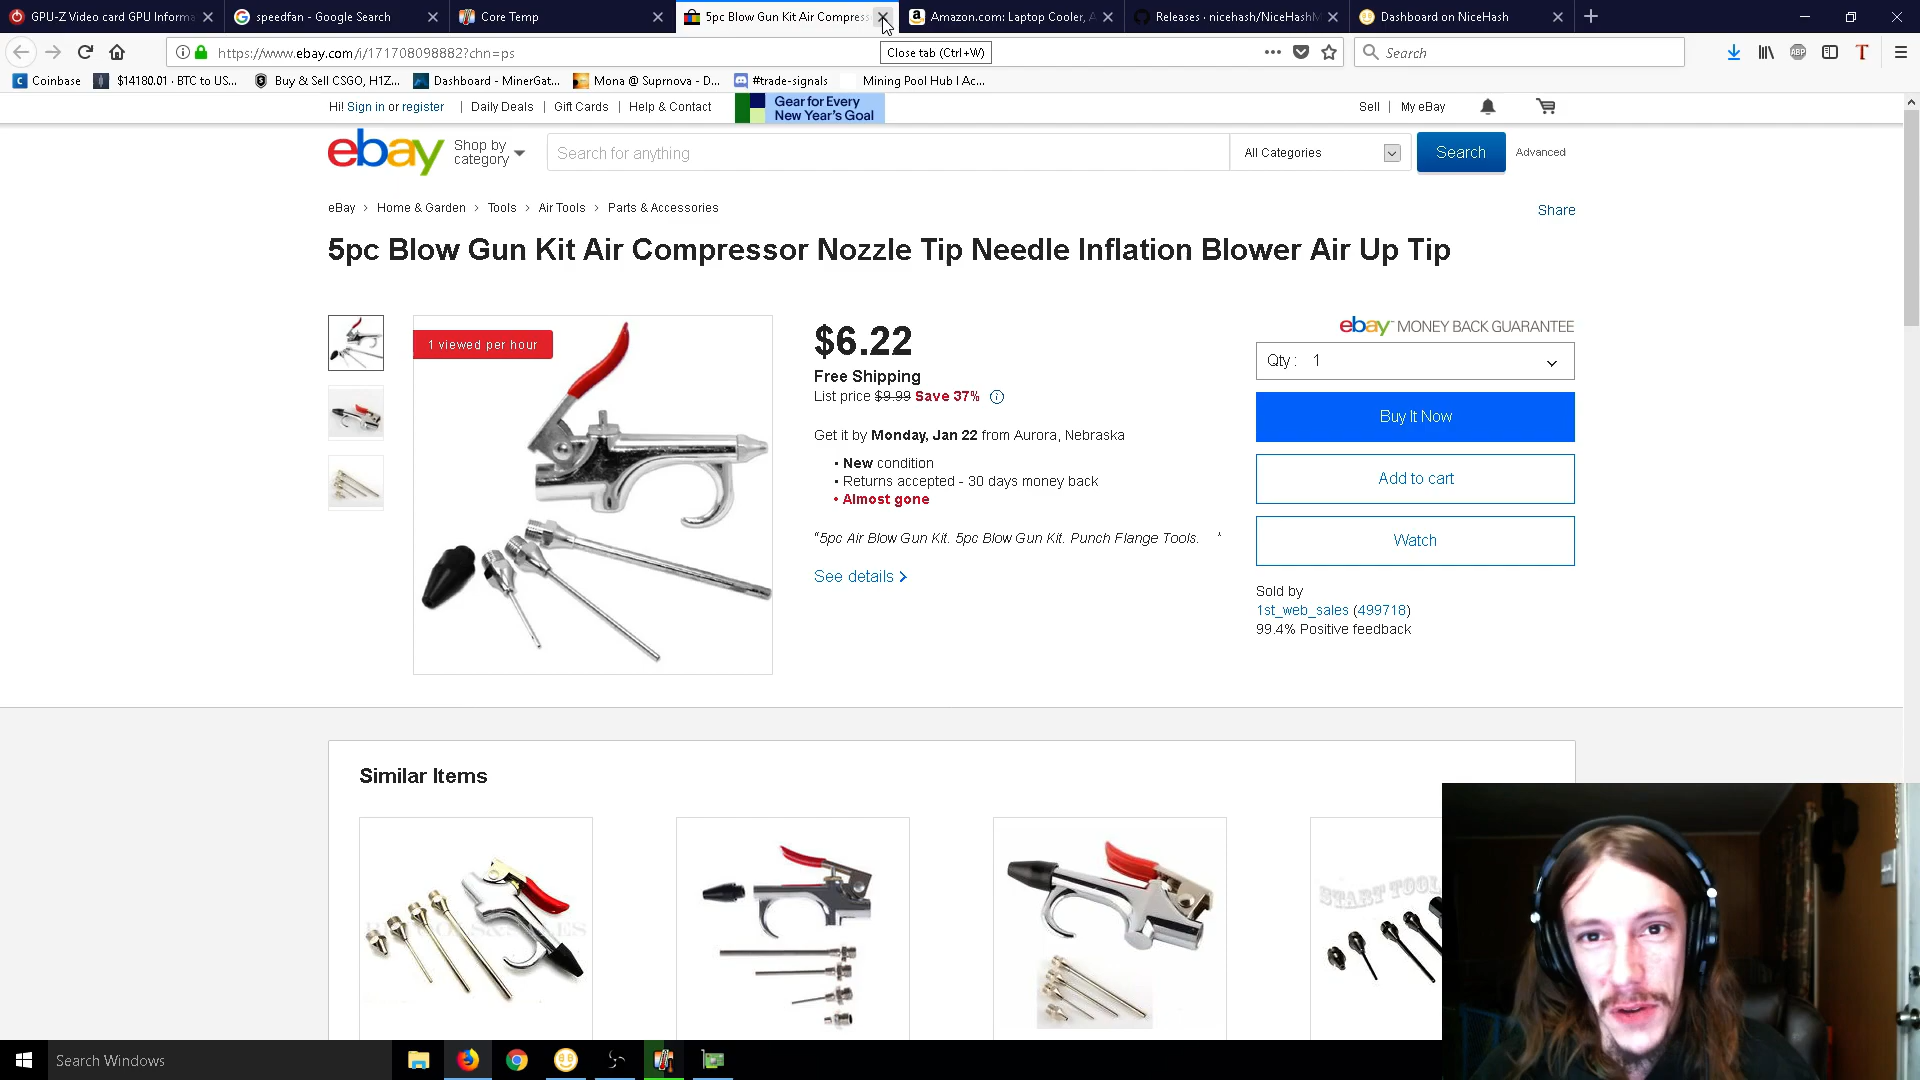 GPU-Z Video card GPU Informa
speedfan - Google Search
Core Temp
5pc Blow Gun Kit Air Compress
Amazon.com: Laptop Cooler, A
Releases · nicehash/NiceHashM
Dashboard on NiceHash
https://www.ebay.com/i/171708098882?chn=ps
Close tab (Ctrl+W)
Search
Coinbase
$14180.01 · BTC to US...
Buy & Sell CSGO, H1Z...
Dashboard - MinerGat...
Mona @ Suprnova - D...
#trade-signals
Mining Pool Hub | Ac...
Hi! Sign in or register
Daily Deals
Gift Cards
Help & Contact
Gear for Every
New Year's Goal
Sell
My eBay
ebay
Shop by
category
Search for anything
All Categories
Search
Advanced
eBay > Home & Garden > Tools > Air Tools > Parts & Accessories
Share
5pc Blow Gun Kit Air Compressor Nozzle Tip Needle Inflation Blower Air Up Tip
1 viewed per hour
$6.22
Free Shipping
List price $9.99 Save 37%
Get it by Monday, Jan 22 from Aurora, Nebraska
• New condition
• Returns accepted - 30 days money back
• Almost gone
"5pc Air Blow Gun Kit. 5pc Blow Gun Kit. Punch Flange Tools. "
See details >
ebay MONEY BACK GUARANTEE
Qty : 1
Buy It Now
Add to cart
Watch
Sold by
1st_web_sales (499718)
99.4% Positive feedback
Similar Items
START TOOL
Search Windows